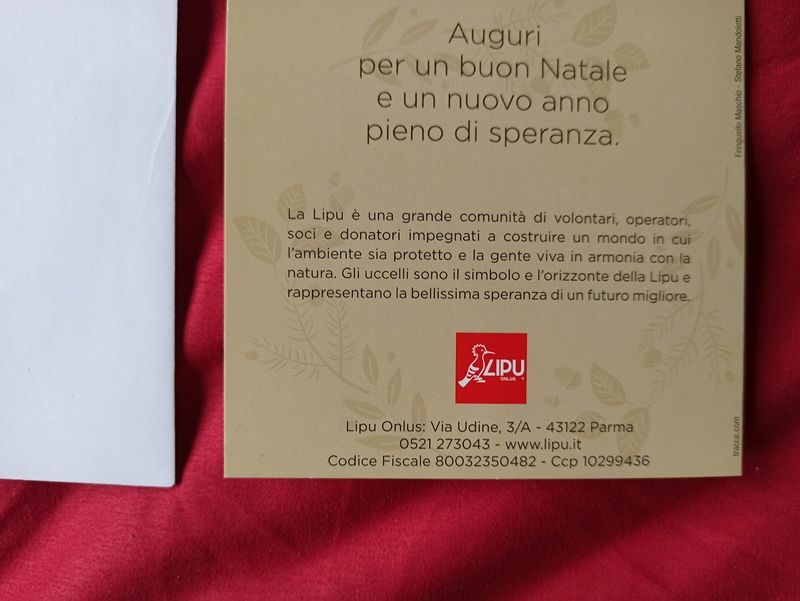 Auguri
per un buon Natale
e un nuovo anno
pieno di speranza.
Fringuello Maschio - Stefano Mandoletti
La Lipu è una grande comunità di volontari, operatori,
soci e donatori impegnati a costruire un mondo in cui
l'ambiente sia protetto e la gente viva in armonia con la
natura. Gli uccelli sono il simbolo e l'orizzonte della Lipu e
rappresentano la bellissima speranza di un futuro migliore.
LIPU
ONLUS ®
Lipu Onlus: Via Udine, 3/A - 43122 Parma
0521 273043 - www.lipu.it
Codice Fiscale 80032350482 - Ccp 10299436
tracce.com